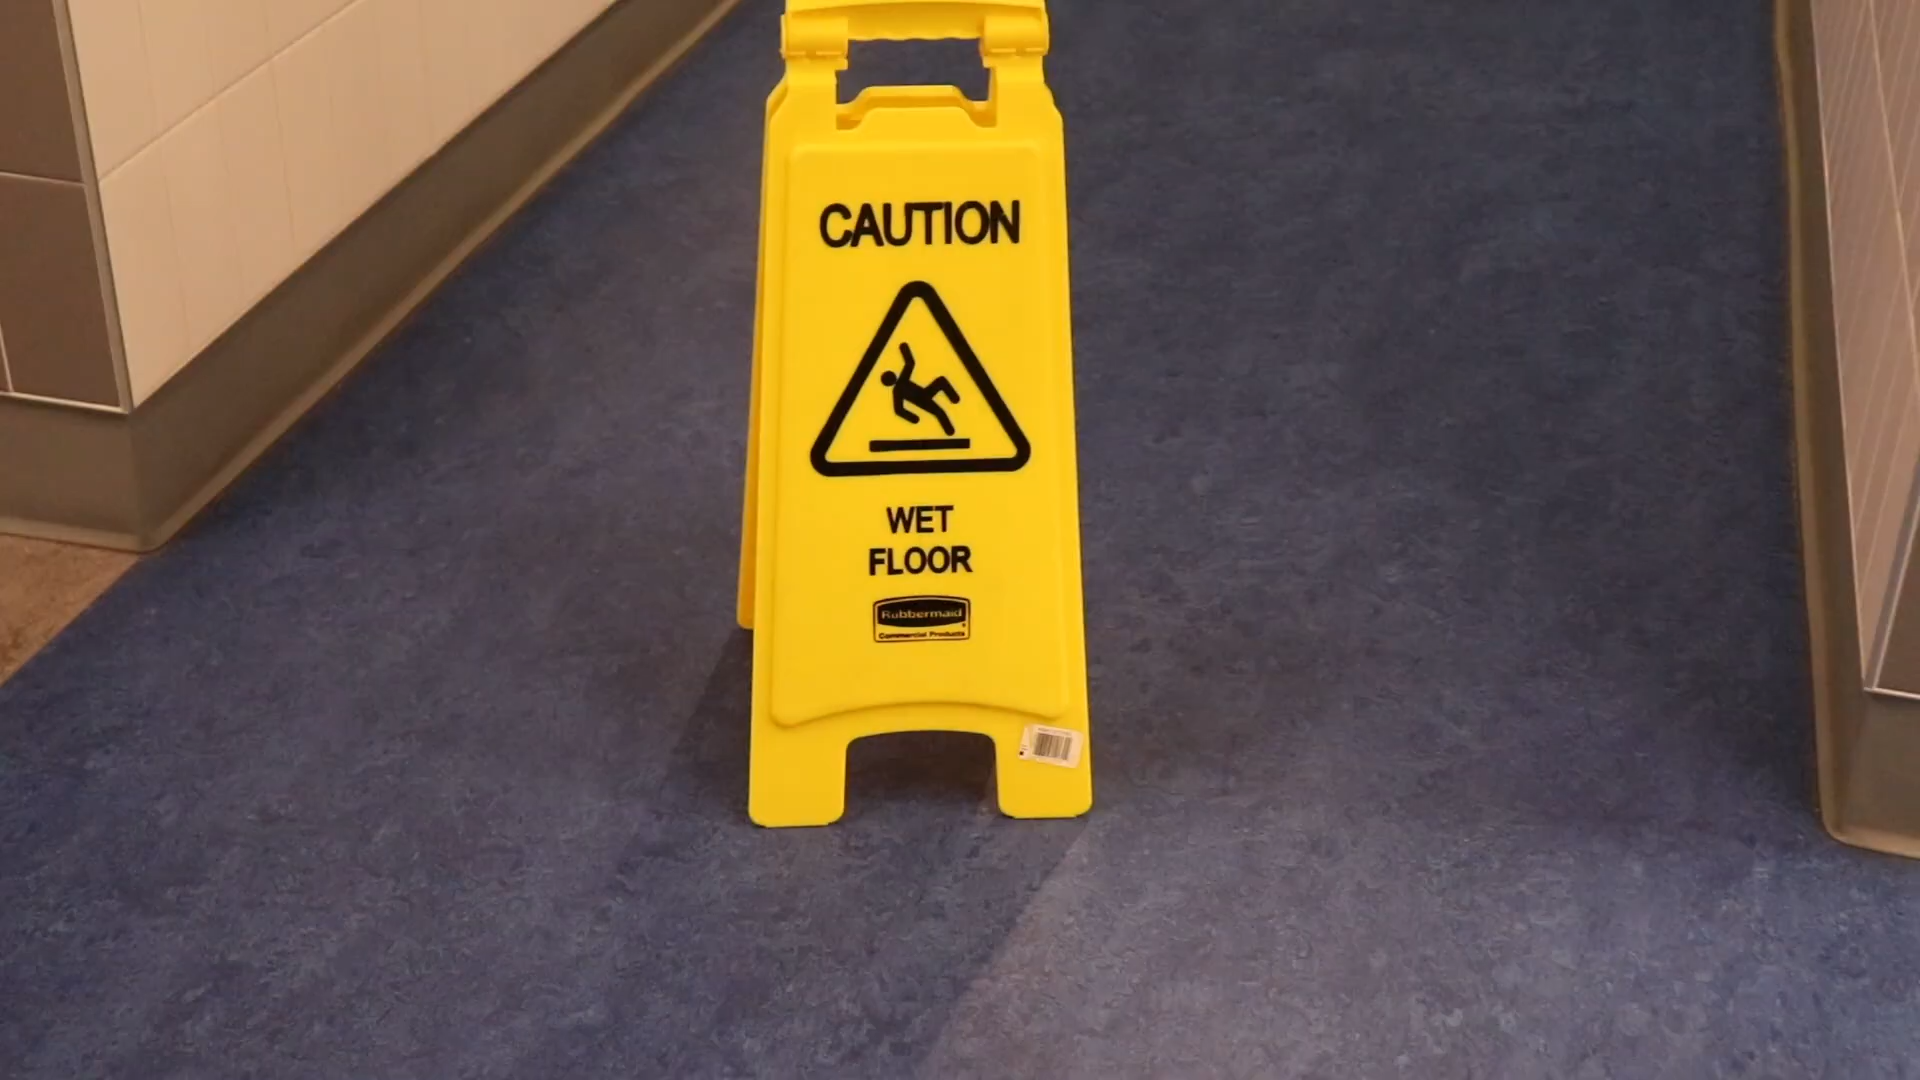 CAUTION
WET
FLOOR
Rubbermaid
Commercial Products